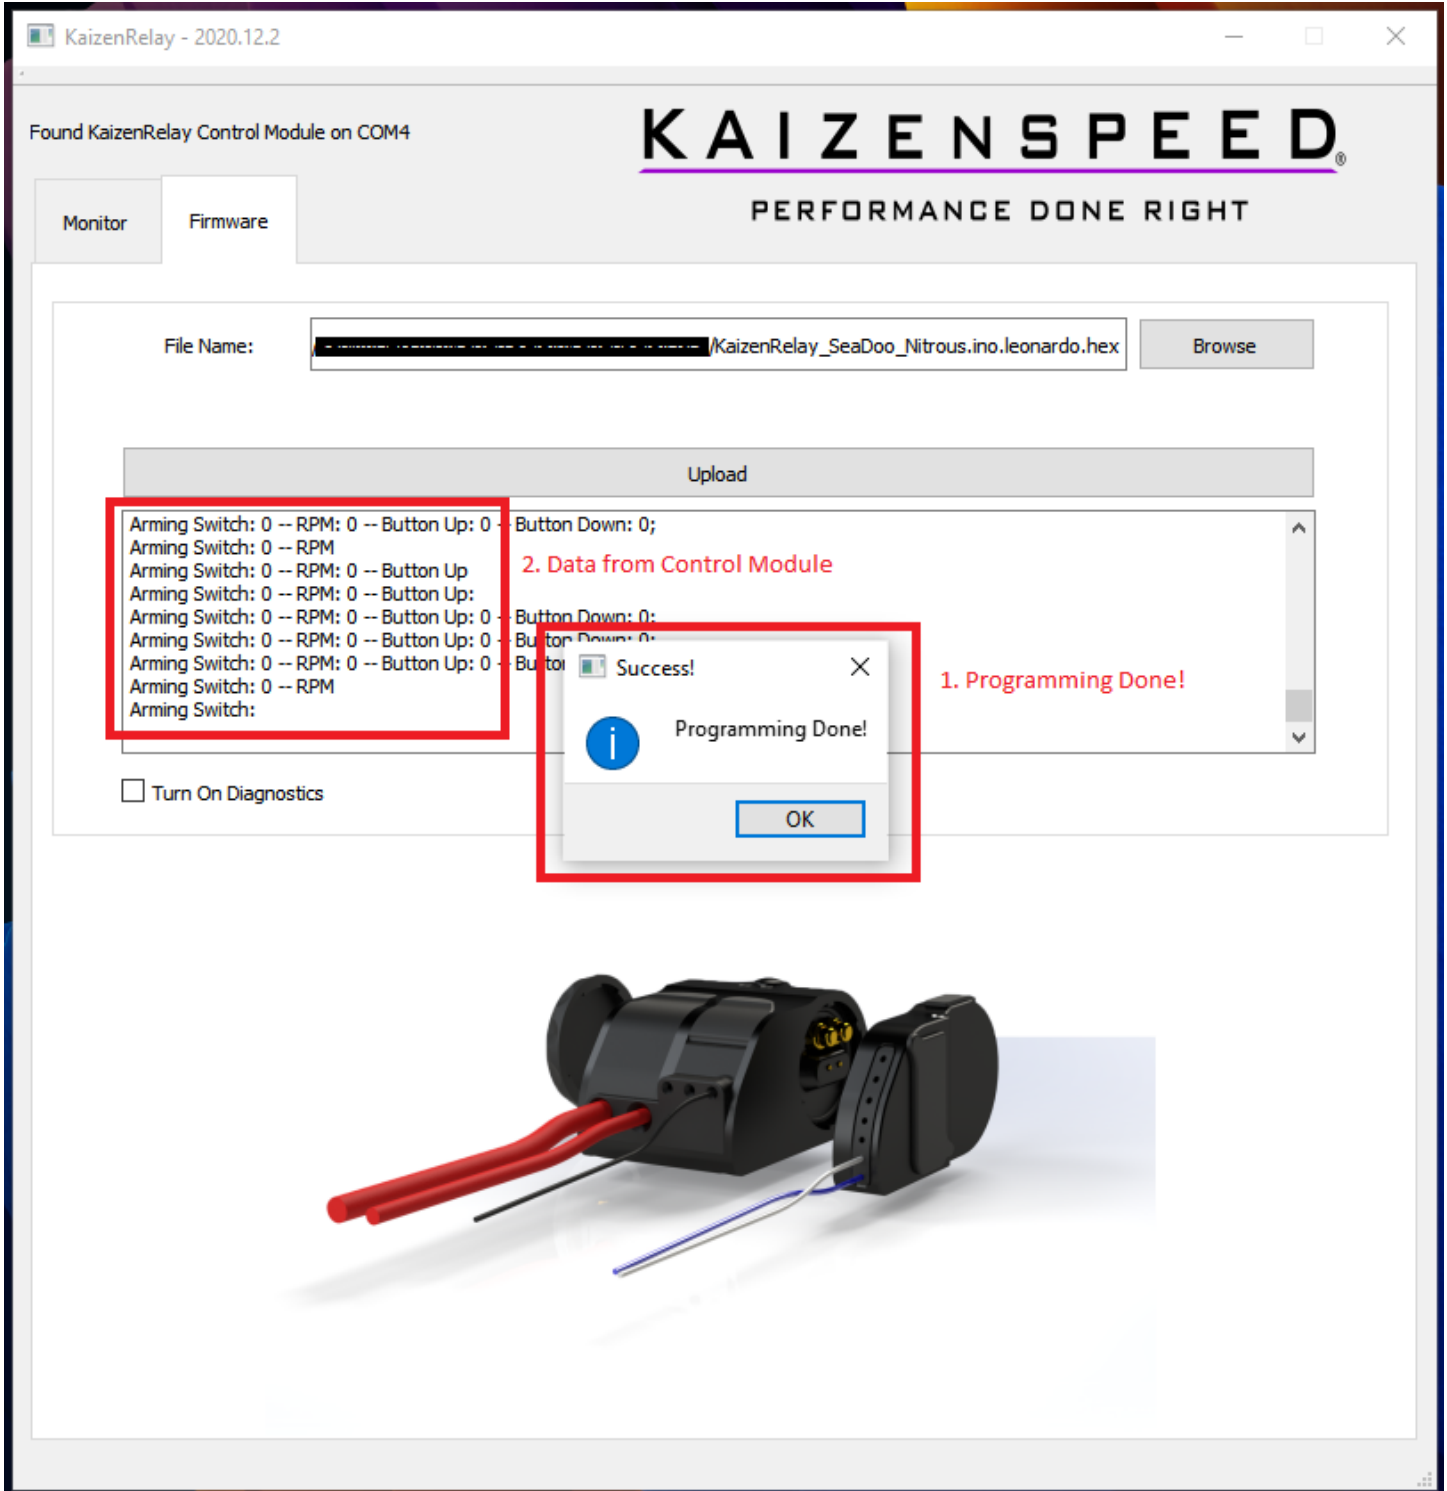 KaizenRelay - 2020.12.2
Found KaizenRelay Control Module on COM4
KAIZENSPEED®
PERFORMANCE DONE RIGHT
Monitor
Firmware
File Name:
/KaizenRelay_SeaDoo_Nitrous.ino.leonardo.hex
Browse
Upload
Arming Switch: 0 -- RPM: 0 -- Button Up: 0 -- Button Down: 0;
Arming Switch: 0 -- RPM
Arming Switch: 0 -- RPM: 0 -- Button Up
Arming Switch: 0 -- RPM: 0 -- Button Up:
Arming Switch: 0 -- RPM: 0 -- Button Up: 0 -- Button Down: 0;
Arming Switch: 0 -- RPM: 0 -- Button Up: 0 -- Button Down: 0;
Arming Switch: 0 -- RPM: 0 -- Button Up: 0 -- Button
Arming Switch: 0 -- RPM
Arming Switch:
2. Data from Control Module
Success!
Programming Done!
OK
1. Programming Done!
Turn On Diagnostics